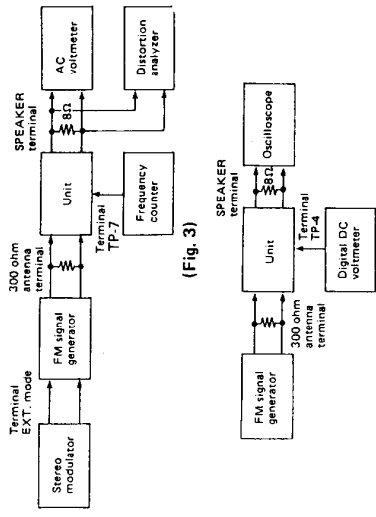 Stereo
modulator
Terminal
EXT. mode
FM signal
generator
300 ohm
antenna
terminal
Unit
Terminal
TP-7
Frequency
counter
SPEAKER
terminal
8Ω
AC
voltmeter
Distortion
analyzer
(Fig. 3)
FM signal
generator
300 ohm
antenna
terminal
Unit
Terminal
TP-4
Digital DC
voltmeter
SPEAKER
terminal
8Ω
Oscilloscope